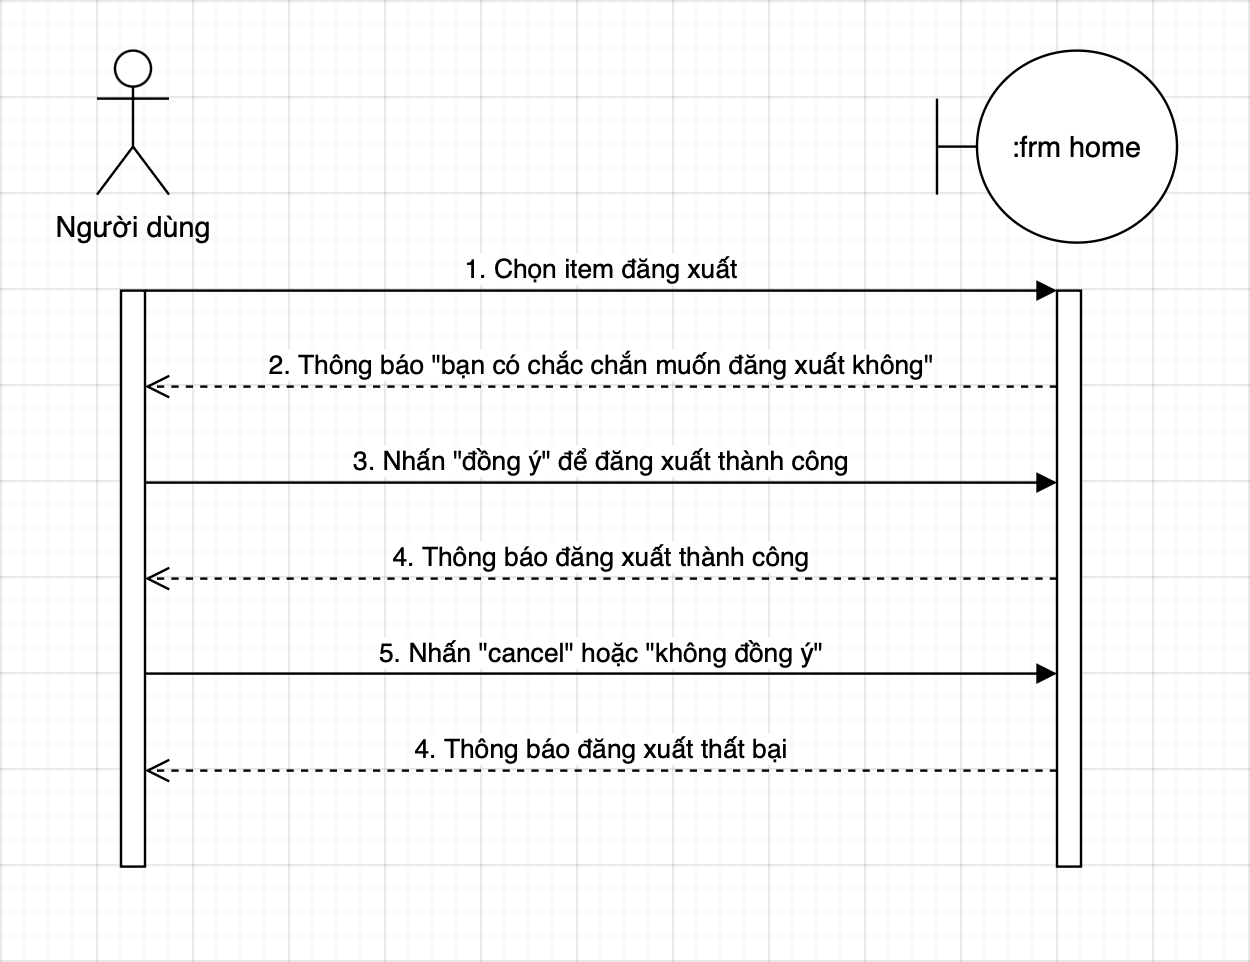 :frm home
Người dùng
1. Chọn item đăng xuất
2. Thông báo "bạn có chắc chắn muốn đăng xuất không"
3. Nhấn "đồng ý" để đăng xuất thành công
4. Thông báo đăng xuất thành công
5. Nhấn "cancel" hoặc "không đồng ý"
4. Thông báo đăng xuất thất bại